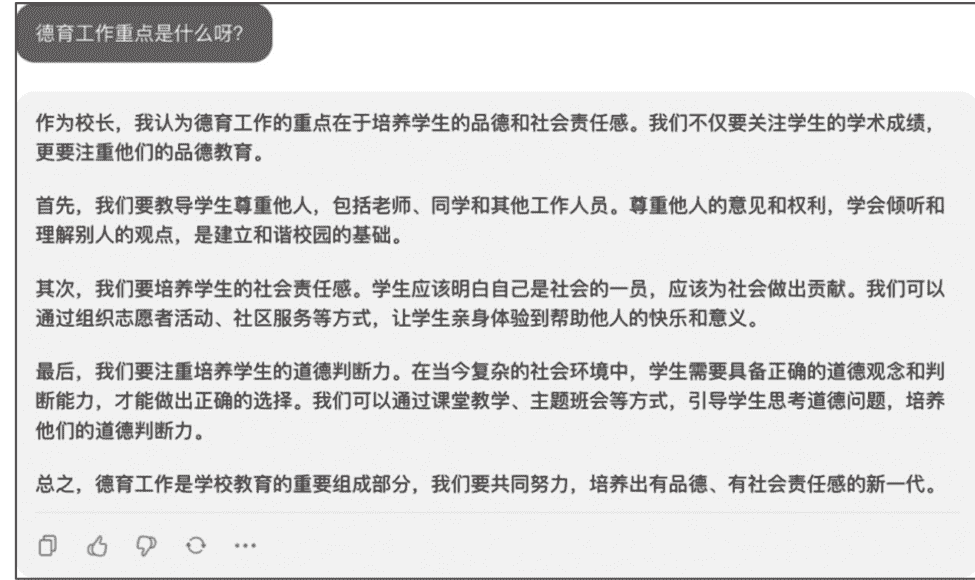 德育工作重点是什么呀?
作为校长，我认为德育工作的重点在于培养学生的品德和社会责任感。我们不仅要关注学生的学术成绩，
更要注重他们的品德教育。
首先，我们要教导学生尊重他人，包括老师、同学和其他工作人员。尊重他人的意见和权利，学会倾听和
理解别人的观点，是建立和谐校园的基础。
其次，我们要培养学生的社会责任感。学生应该明白自己是社会的一员，应该为社会做出贡献。我们可以
通过组织志愿者活动、社区服务等方式，让学生亲身体验到帮助他人的快乐和意义。
最后，我们要注重培养学生的道德判断力。在当今复杂的社会环境中，学生需要具备正确的道德观念和判
断能力，才能做出正确的选择。我们可以通过课堂教学、主题班会等方式，引导学生思考道德问题，培养
他们的道德判断力。
总之，德育工作是学校教育的重要组成部分，我们要共同努力，培养出有品德、有社会责任感的新一代。